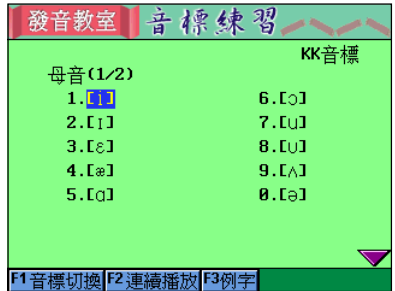 發音教室 音標練習
KK音標
母音(1/2)
1.[i] 6.[ɔ]
2.[ɪ] 7.[u]
3.[ɛ] 8.[ʊ]
4.[æ] 9.[ʌ]
5.[ɑ] 0.[ə]
F1音標切換 F2連續播放 F3例字